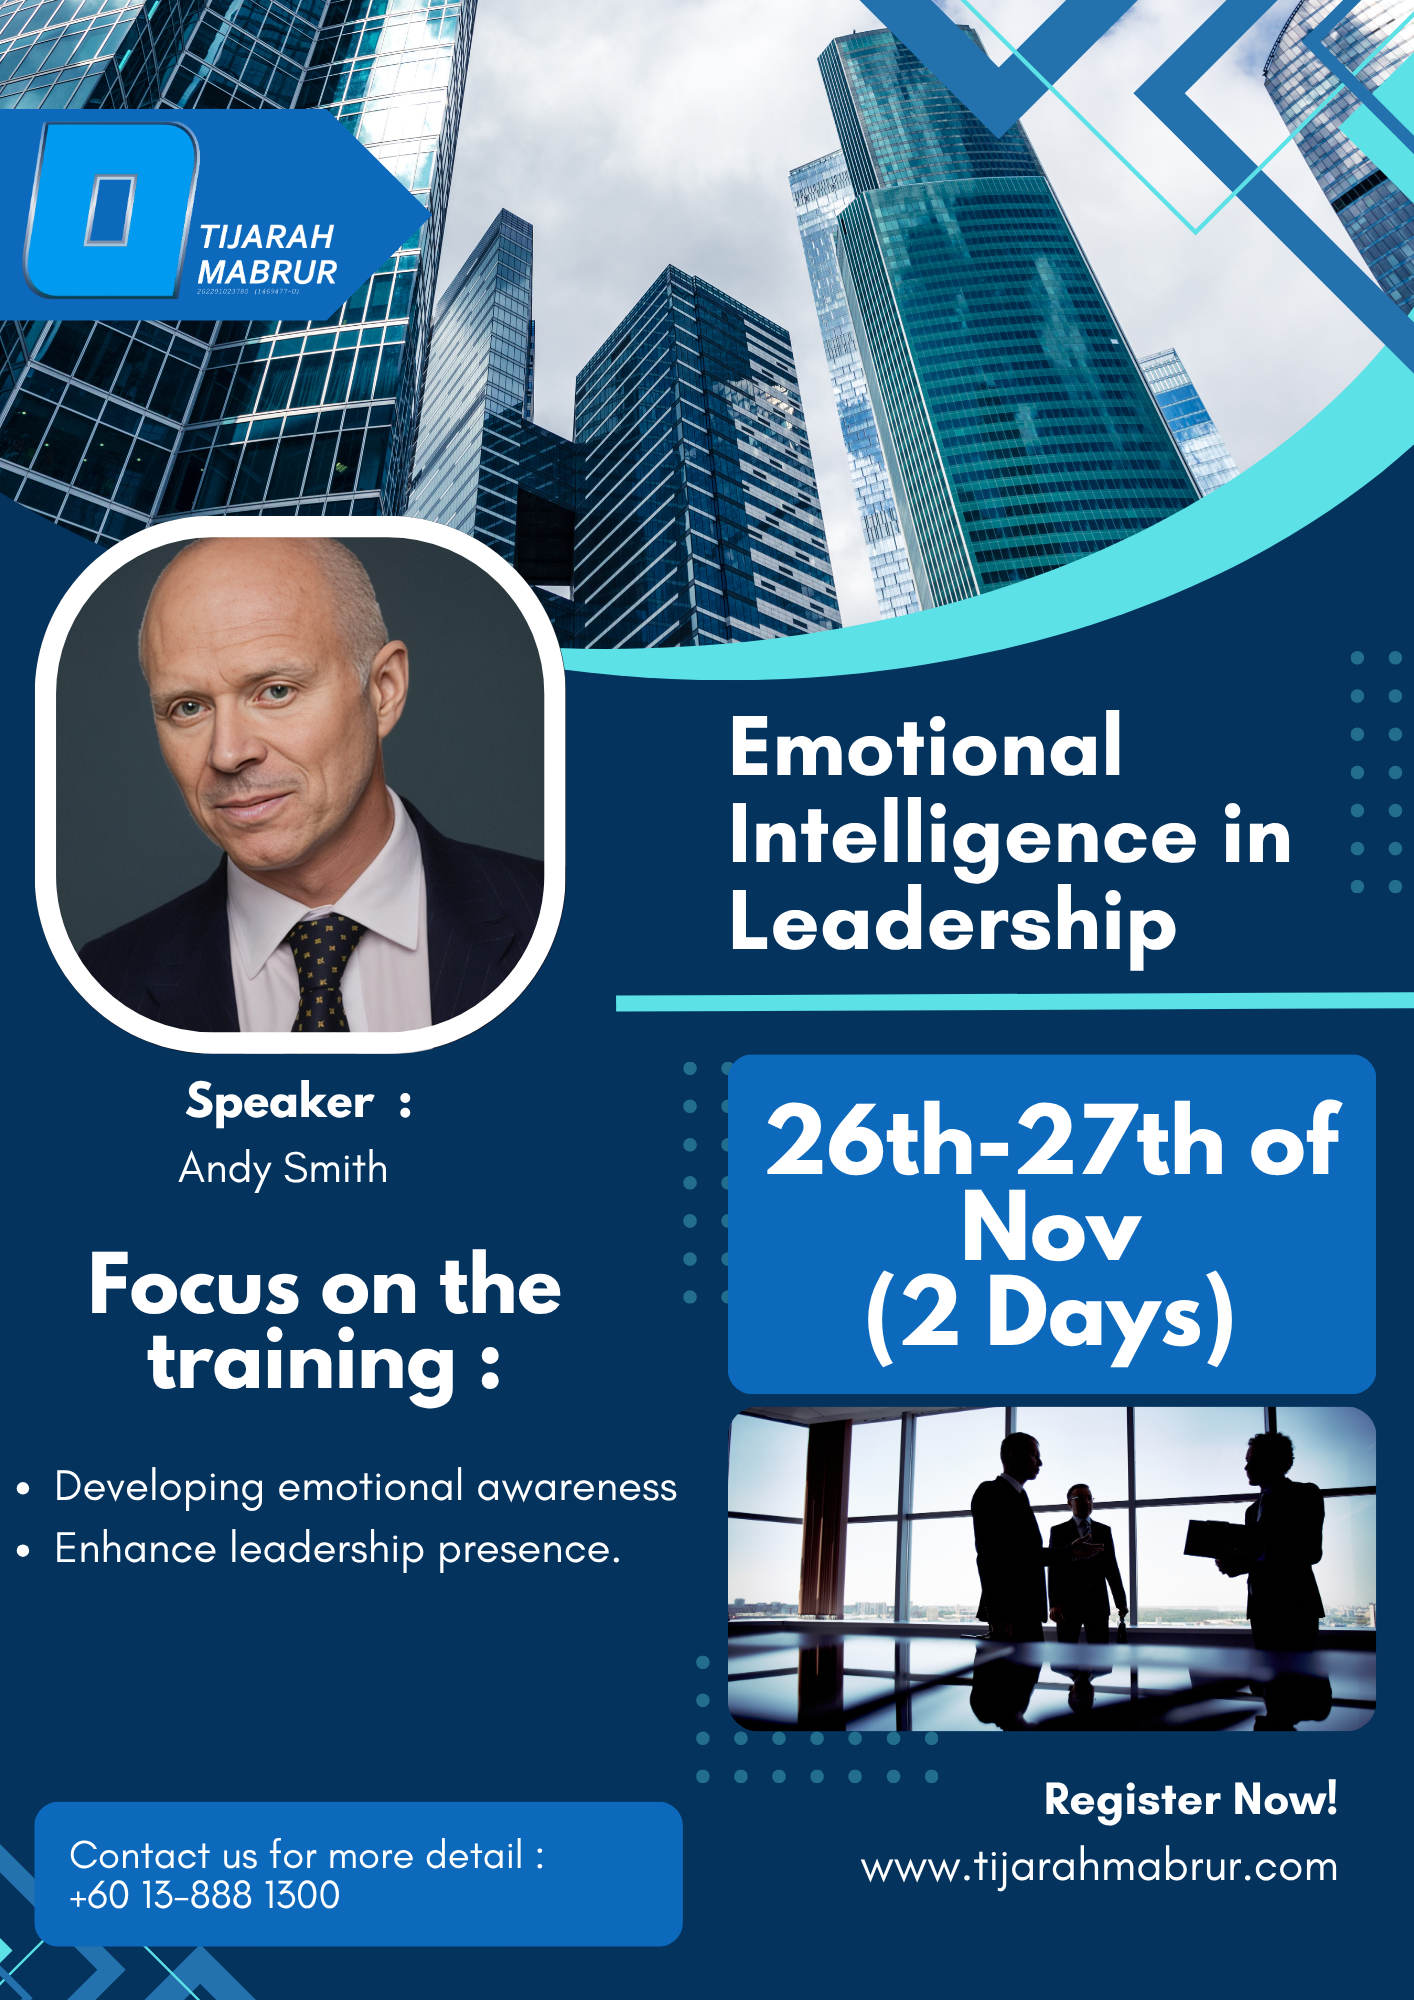 TIJARAH
MABRUR
202201023780 (1469477-U)
Emotional
Intelligence in
Leadership
Speaker :
Andy Smith
26th-27th of
Nov
(2 Days)
Focus on the
training :
• Developing emotional awareness
• Enhance leadership presence.
Contact us for more detail :
+60 13-888 1300
Register Now!
www.tijarahmabrur.com